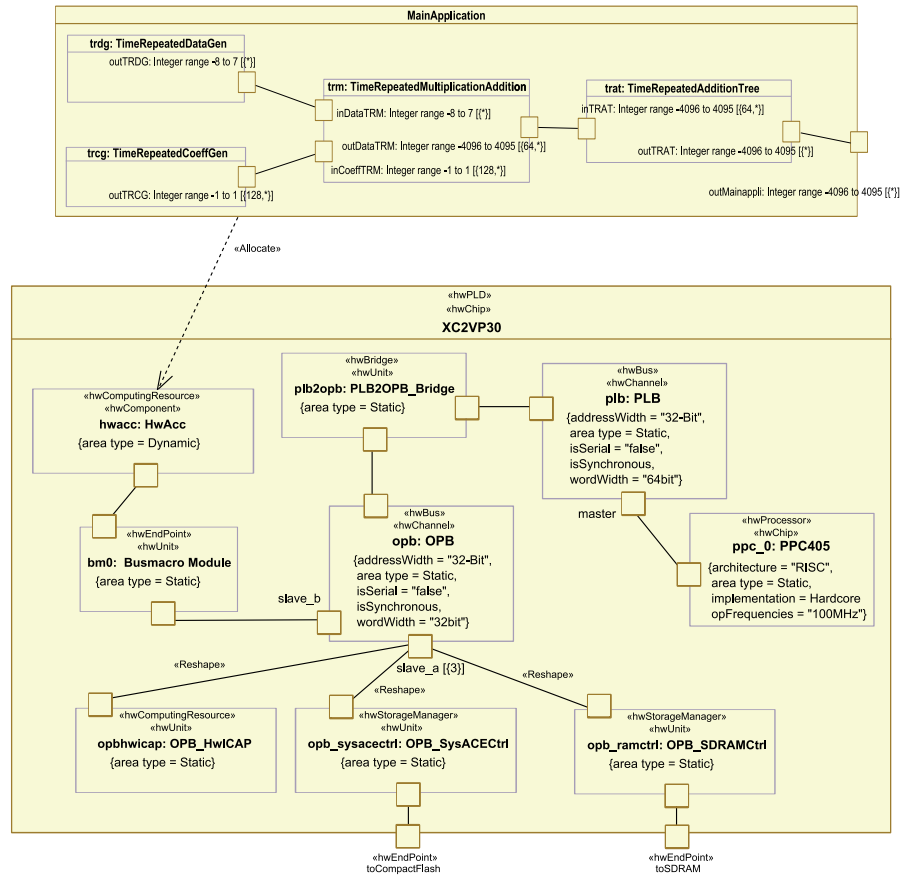 MainApplication
trdg: TimeRepeatedDataGen
outTRDG: Integer range -8 to 7 [{*}]
trcg: TimeRepeatedCoeffGen
outTRCG: Integer range -1 to 1 [{128,*}]
trm: TimeRepeatedMultiplicationAddition
inDataTRM: Integer range -8 to 7 [{*}]
outDataTRM: Integer range -4096 to 4095 [{64,*}]
inCoeffTRM: Integer range -1 to 1 [{128,*}]
trat: TimeRepeatedAdditionTree
inTRAT: Integer range -4096 to 4095 [{64,*}]
outTRAT: Integer range -4096 to 4095 [{*}]
outMainappli: Integer range -4096 to 4095 [{*}]
«Allocate»
«hwPLD»
«hwChip»
XC2VP30
«hwComputingResource»
«hwComponent»
hwacc: HwAcc
{area type = Dynamic}
«hwBridge»
«hwUnit»
plb2opb: PLB2OPB_Bridge
{area type = Static}
«hwBus»
«hwChannel»
plb: PLB
{addressWidth = "32-Bit",
area type = Static,
isSerial = "false",
isSynchronous,
wordWidth = "64bit"}
master
«hwEndPoint»
«hwUnit»
bm0:  Busmacro Module
{area type = Static}
slave_b
«hwBus»
«hwChannel»
opb: OPB
{addressWidth = "32-Bit",
area type = Static,
isSerial = "false",
isSynchronous,
wordWidth = "32bit"}
«hwProcessor»
«hwChip»
ppc_0: PPC405
{architecture = "RISC",
area type = Static,
implementation = Hardcore
opFrequencies = "100MHz"}
slave_a [{3}]
«Reshape»
«Reshape»
«Reshape»
«hwComputingResource»
«hwUnit»
opbhwicap: OPB_HwICAP
{area type = Static}
«hwStorageManager»
«hwUnit»
opb_sysacectrl: OPB_SysACECtrl
{area type = Static}
«hwStorageManager»
«hwUnit»
opb_ramctrl: OPB_SDRAMCtrl
{area type = Static}
«hwEndPoint»
toCompactFlash
«hwEndPoint»
toSDRAM